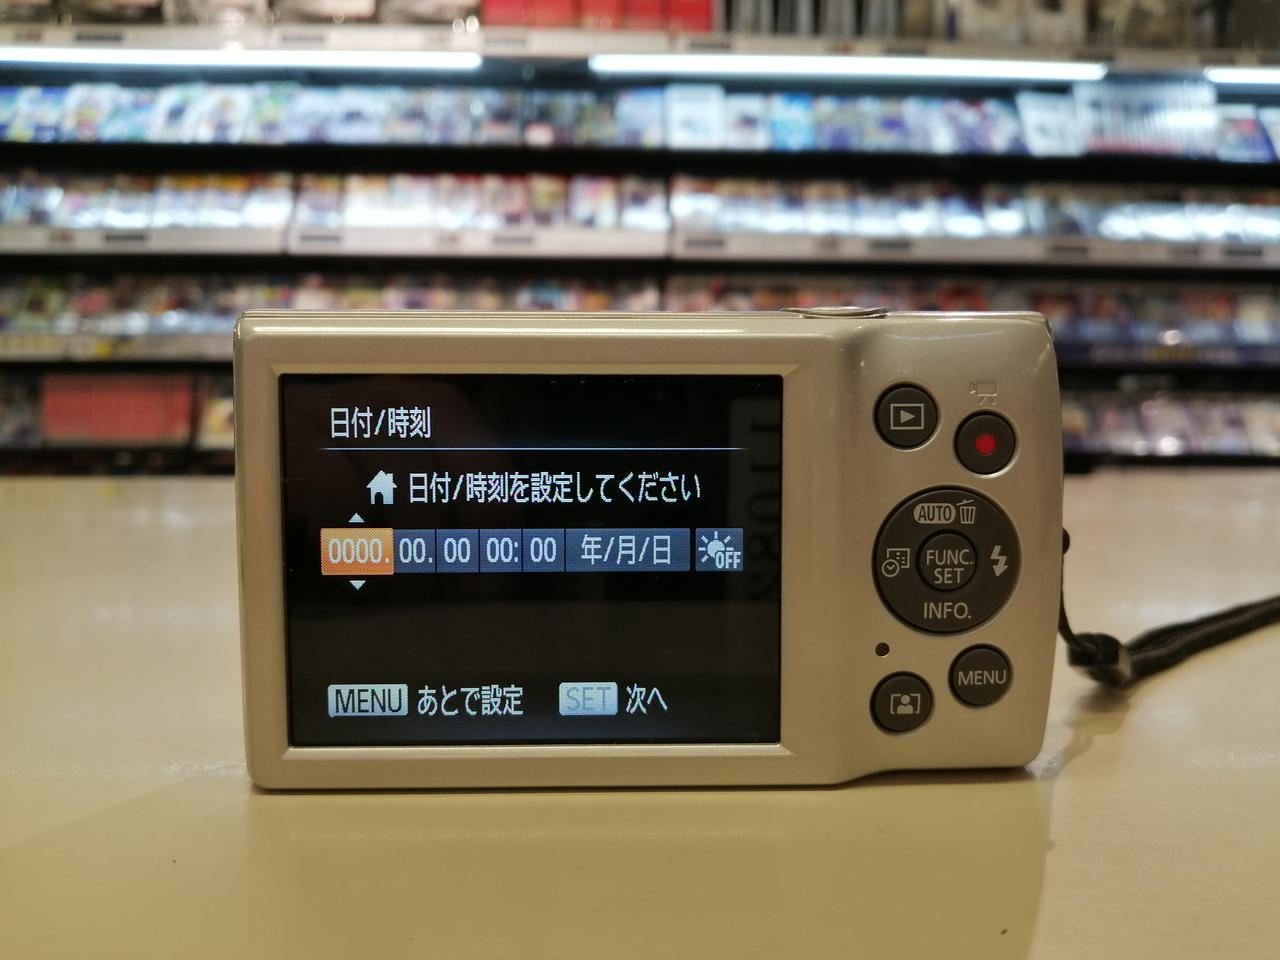 日付/時刻
日付/時刻を設定してください
0000. 00. 00 00: 00 年/月/日 OFF
MENU あとで設定 SET 次へ
AUTO
FUNC. SET
INFO.
MENU